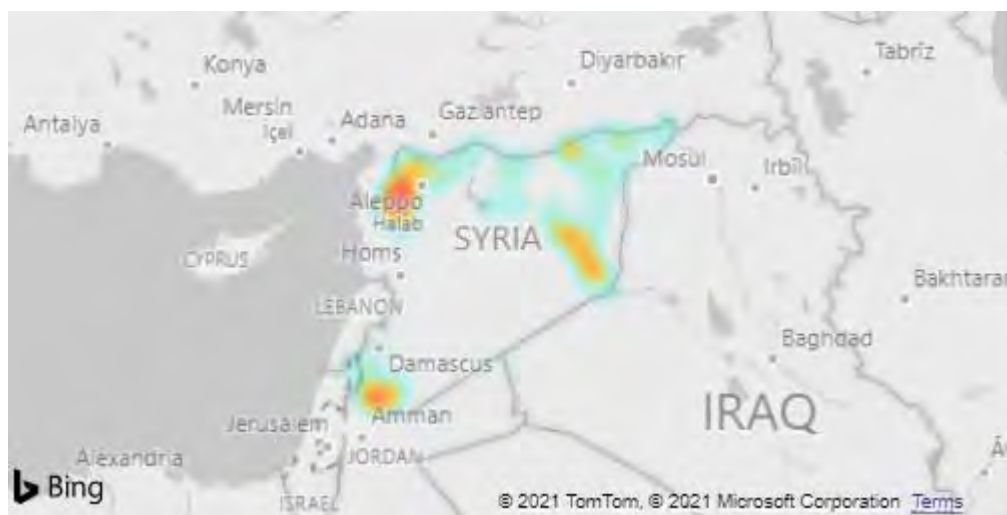 Konya
Diyarbakır
Tabriz
Mersin
İçel
Adana
Gaziantep
Antalya
Mosul
Irbil
Aleppo
Halab
SYRIA
CYPRUS
Homs
Bakhtaran
LEBANON
Baghdad
Damascus
IRAQ
Amman
Jerusalem
JORDAN
Alexandria
Bing
ISRAEL
© 2021 TomTom, © 2021 Microsoft Corporation Terms